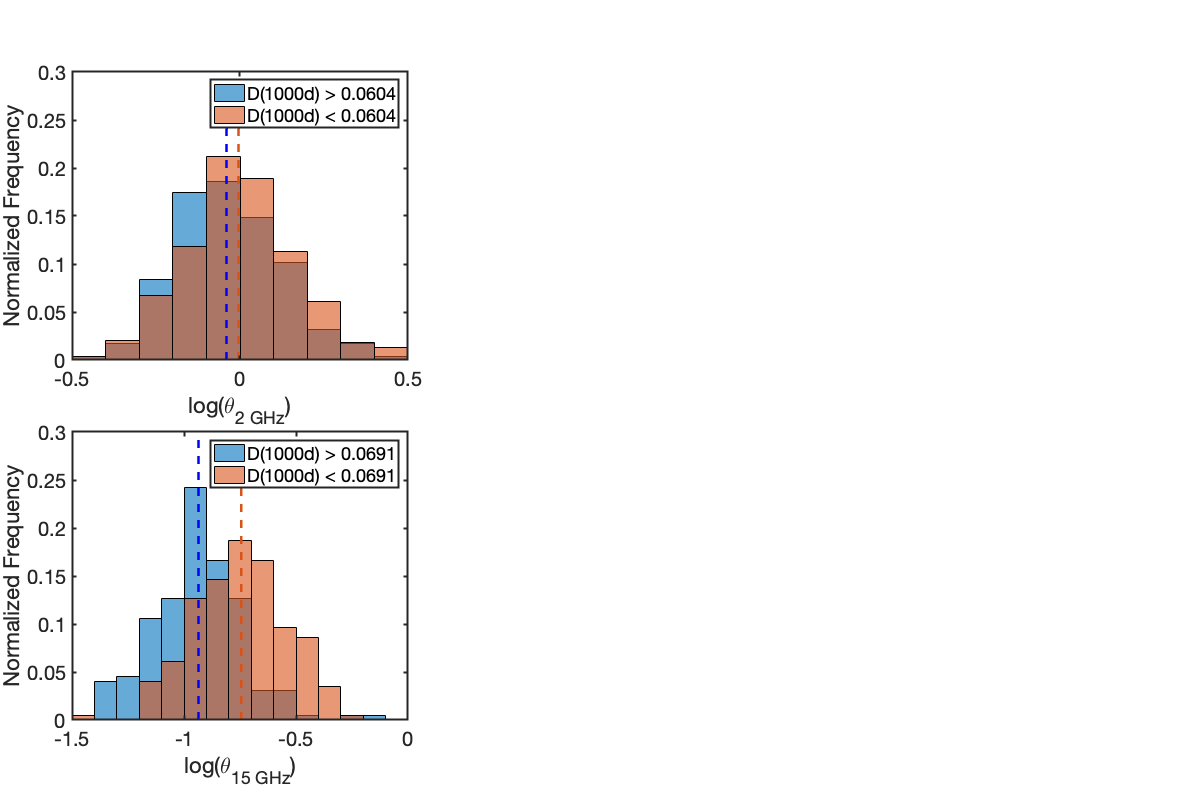 0.3
0.25
0.2
0.15
0.1
0.05
0
Normalized Frequency
D(1000d) > 0.0604
D(1000d) < 0.0604
-0.5 0 0.5
log(θ2 GHz)
0.3
0.25
0.2
0.15
0.1
0.05
0
Normalized Frequency
D(1000d) > 0.0691
D(1000d) < 0.0691
-1.5 -1 -0.5 0
log(θ15 GHz)